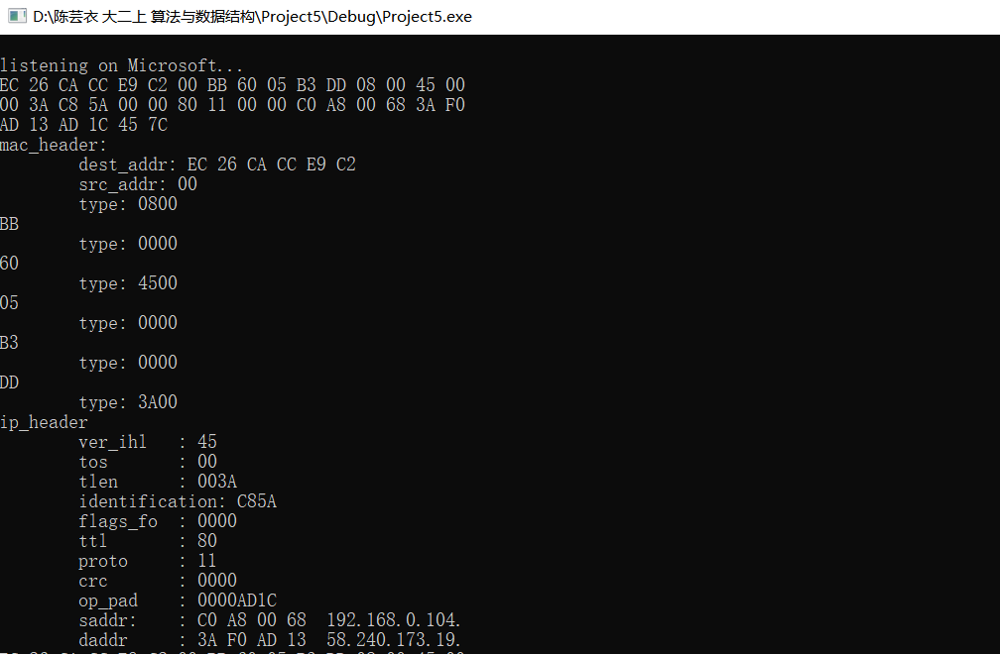 D:\陈芸衣 大二上 算法与数据结构\Project5\Debug\Project5.exe
listening on Microsoft...
EC 26 CA CC E9 C2 00 BB 60 05 B3 DD 08 00 45 00
00 3A C8 5A 00 00 80 11 00 00 C0 A8 00 68 3A F0
AD 13 AD 1C 45 7C
mac_header:
dest_addr: EC 26 CA CC E9 C2
src_addr: 00
type: 0800
BB
type: 0000
60
type: 4500
05
type: 0000
B3
type: 0000
DD
type: 3A00
ip_header
ver_ihl : 45
tos : 00
tlen : 003A
identification: C85A
flags_fo : 0000
ttl : 80
proto : 11
crc : 0000
op_pad : 0000AD1C
saddr: : C0 A8 00 68 192.168.0.104.
daddr : 3A F0 AD 13 58.240.173.19.